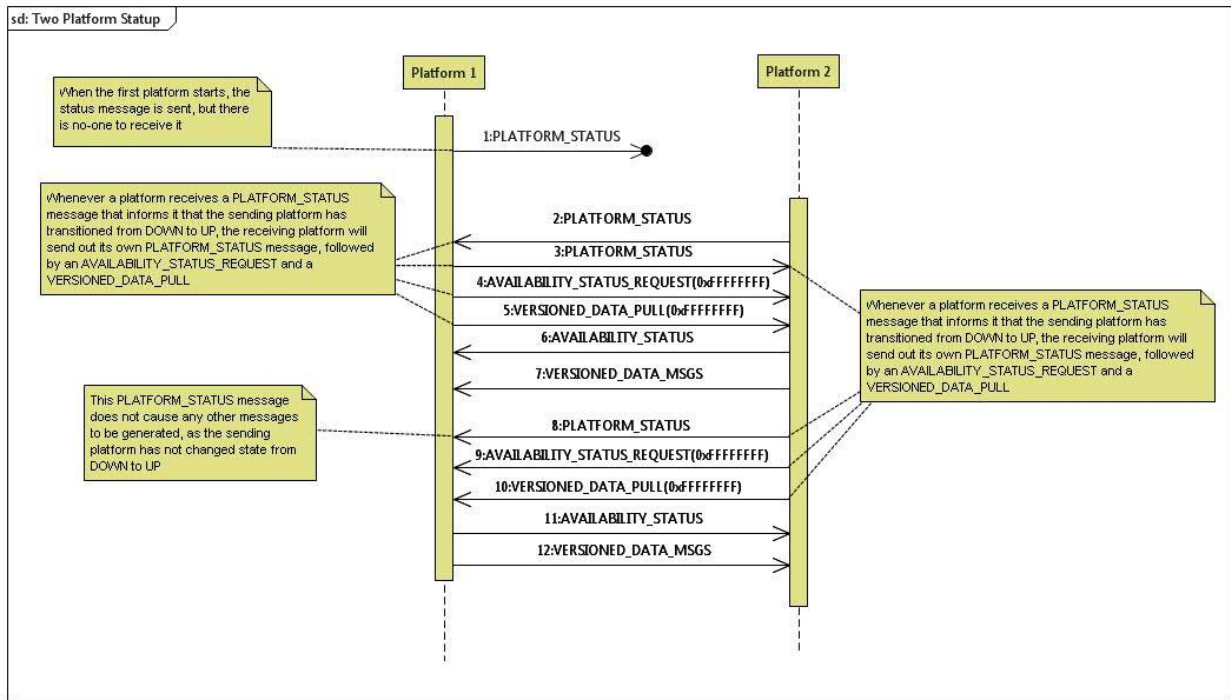 sd: Two Platform Statup
Platform 1
Platform 2
When the first platform starts, the
status message is sent, but there
is no-one to receive it
1:PLATFORM_STATUS
Whenever a platform receives a PLATFORM_STATUS
message that informs it that the sending platform has
transitioned from DOWN to UP, the receiving platform will
send out its own PLATFORM_STATUS message, followed
by an AVAILABILITY_STATUS_REQUEST and a
VERSIONED_DATA_PULL
2:PLATFORM_STATUS
3:PLATFORM_STATUS
4:AVAILABILITY_STATUS_REQUEST(0xFFFFFFFF)
5:VERSIONED_DATA_PULL(0xFFFFFFFF)
6:AVAILABILITY_STATUS
7:VERSIONED_DATA_MSGS
Whenever a platform receives a PLATFORM_STATUS
message that informs it that the sending platform has
transitioned from DOWN to UP, the receiving platform will
send out its own PLATFORM_STATUS message, followed
by an AVAILABILITY_STATUS_REQUEST and a
VERSIONED_DATA_PULL
This PLATFORM_STATUS message
does not cause any other messages
to be generated, as the sending
platform has not changed state from
DOWN to UP
8:PLATFORM_STATUS
9:AVAILABILITY_STATUS_REQUEST(0xFFFFFFFF)
10:VERSIONED_DATA_PULL(0xFFFFFFFF)
11:AVAILABILITY_STATUS
12:VERSIONED_DATA_MSGS